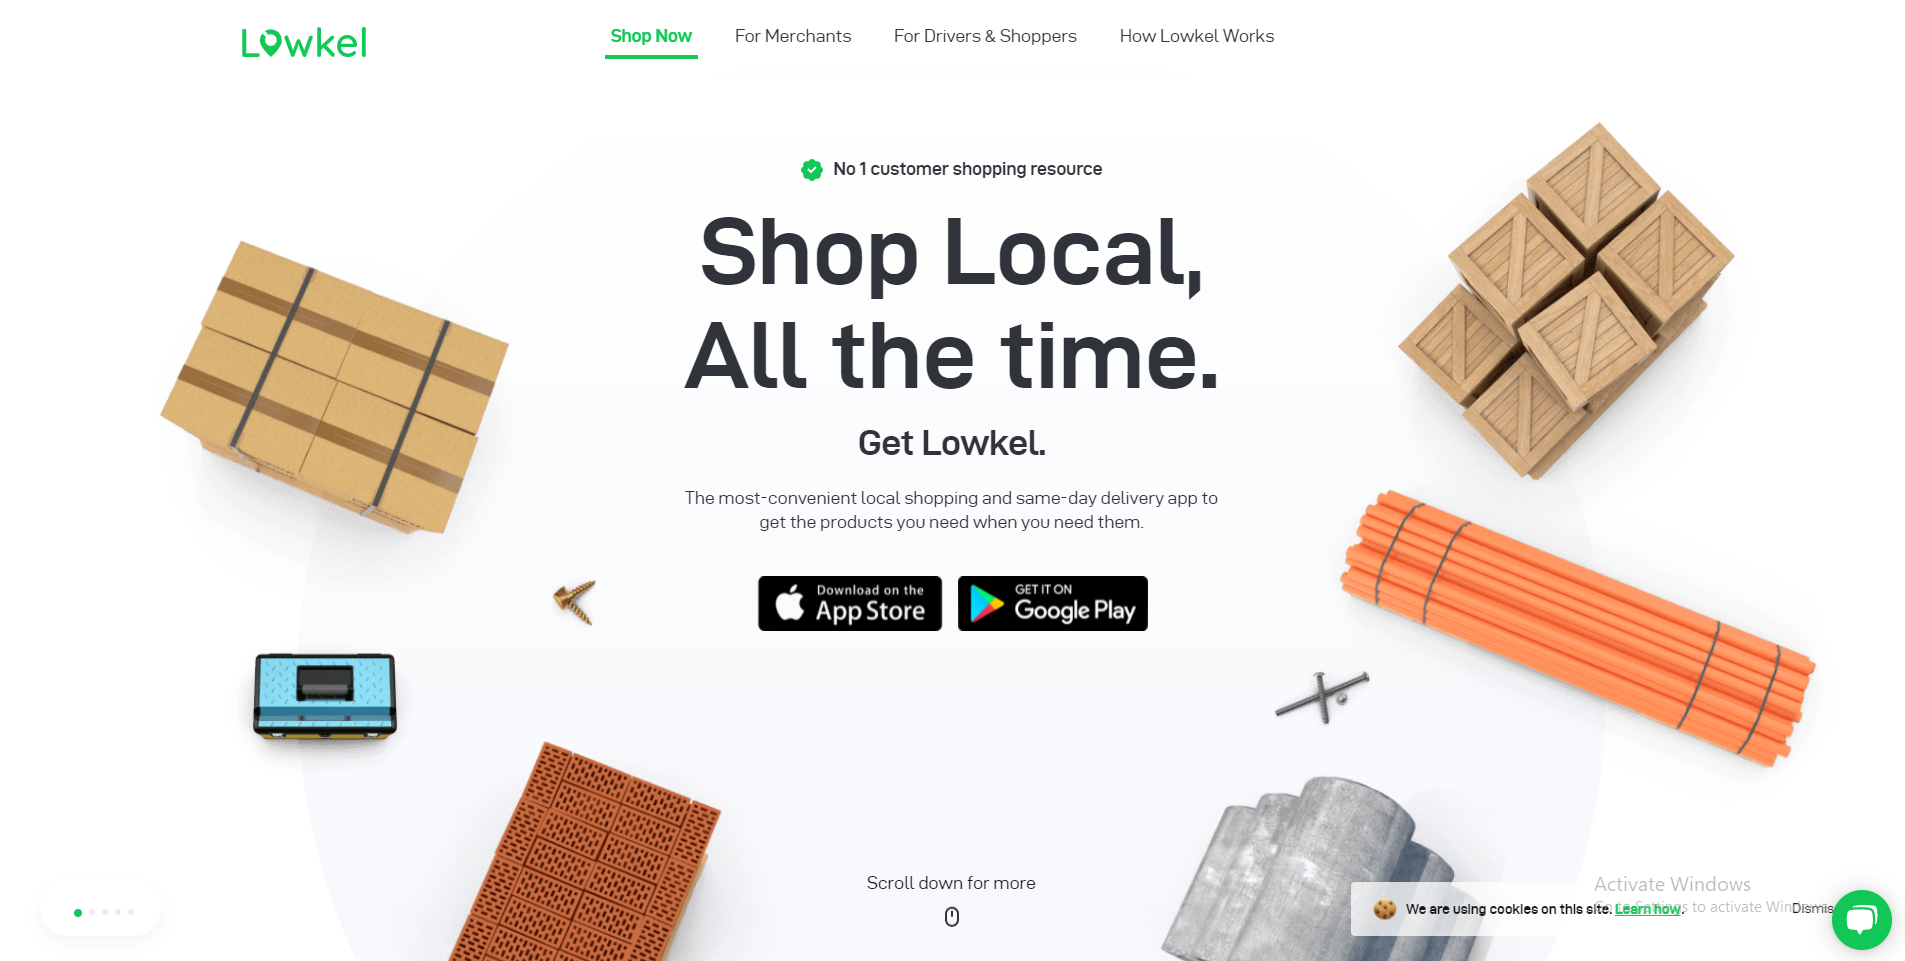 Lowkel
Shop Now
For Merchants
For Drivers & Shoppers
How Lowkel Works
No 1 customer shopping resource
Shop Local,
All the time.
Get Lowkel.
The most-convenient local shopping and same-day delivery app to
get the products you need when you need them.
Download on the
App Store
GET IT ON
Google Play
Scroll down for more
Activate Windows
Go to Settings to activate Windows.
We are using cookies on this site. Learn how.